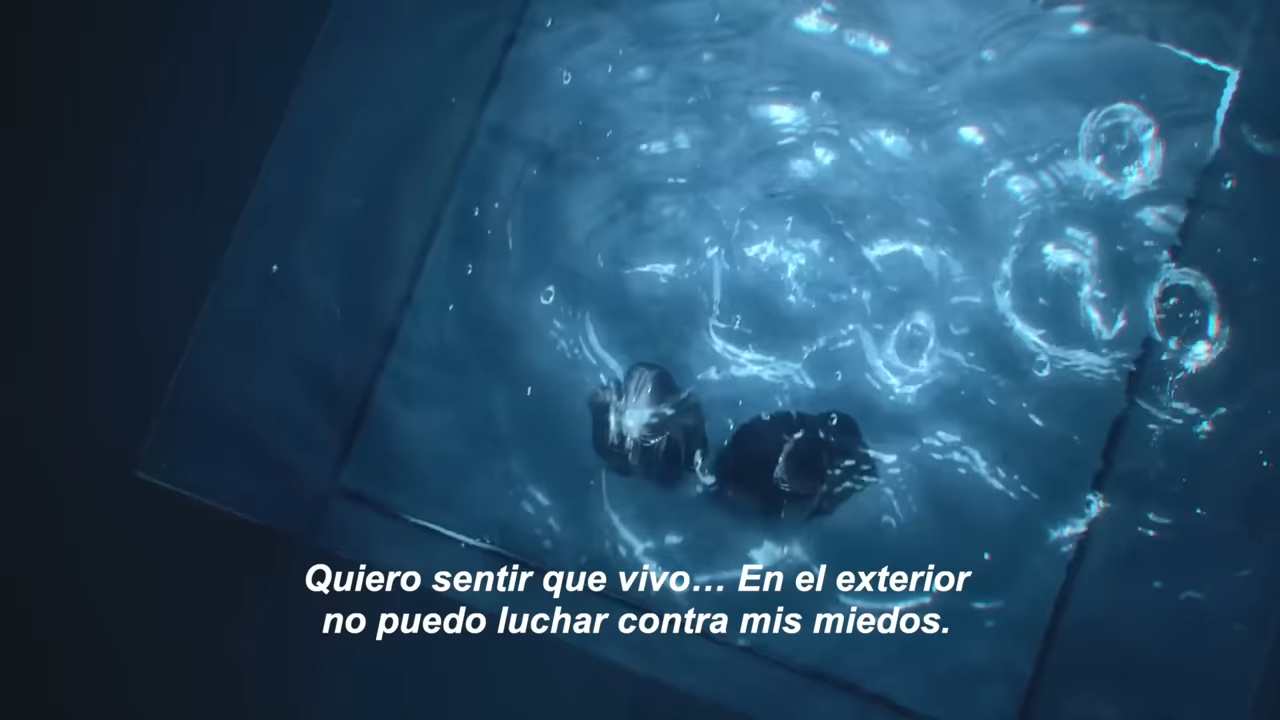 Quiero sentir que vivo… En el exterior
no puedo luchar contra mis miedos.